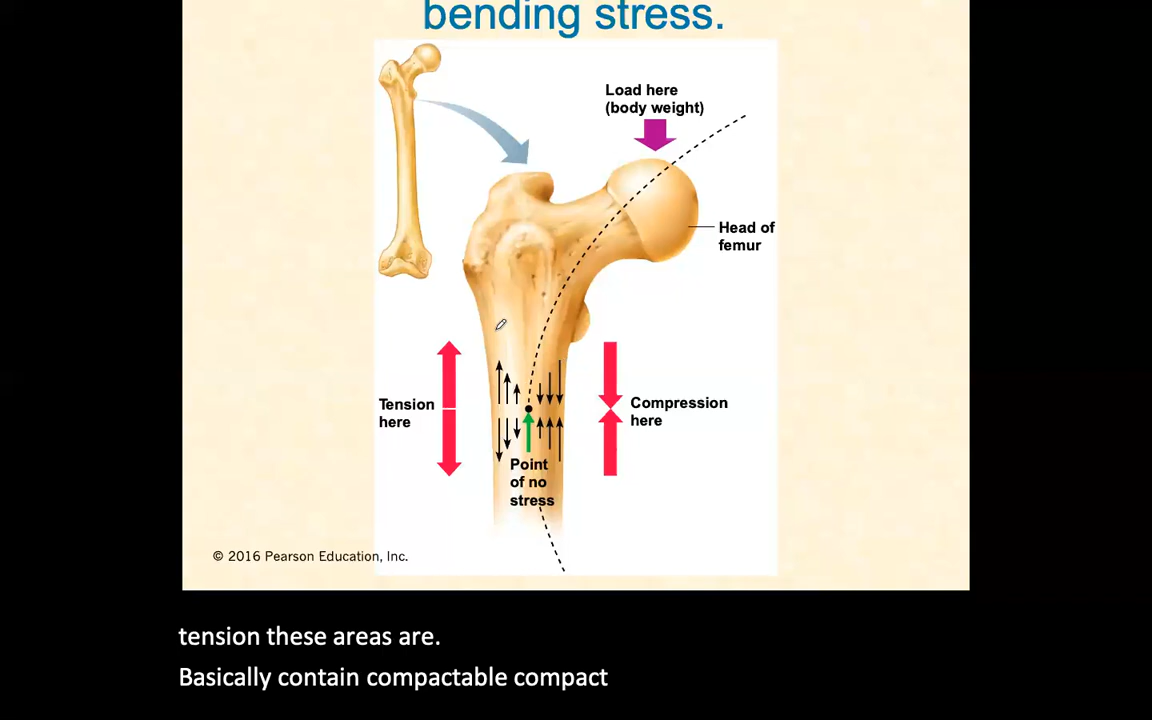 bending stress.
Load here
(body weight)
Head of
femur
Tension
here
Compression
here
Point
of no
stress
© 2016 Pearson Education, Inc.
tension these areas are.
Basically contain compactable compact